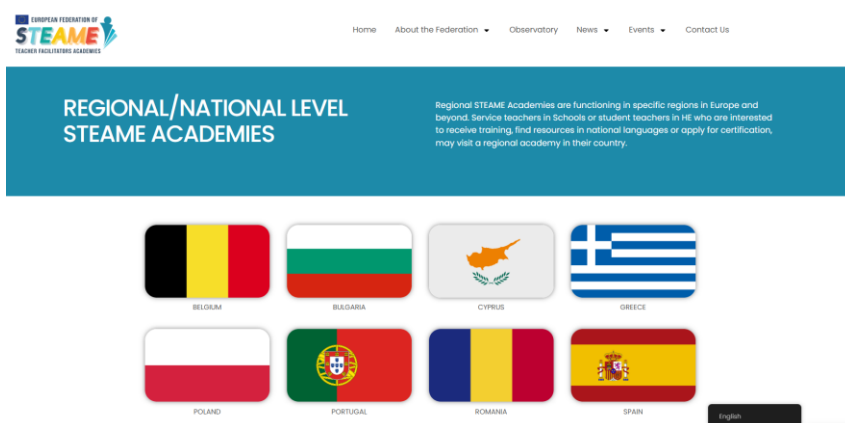 EUROPEAN FEDERATION OF
STEAME
TEACHER FACILITATORS ACADEMIES
Home About the Federation Observatory News Events Contact Us
REGIONAL/NATIONAL LEVEL
STEAME ACADEMIES
Regional STEAME Academies are functioning in specific regions in Europe and
beyond. Service teachers in Schools or student teachers in HE who are interested
to receive training, find resources in national languages or apply for certification,
may visit a regional academy in their country.
BELGIUM BULGARIA CYPRUS GREECE
POLAND PORTUGAL ROMANIA SPAIN
English